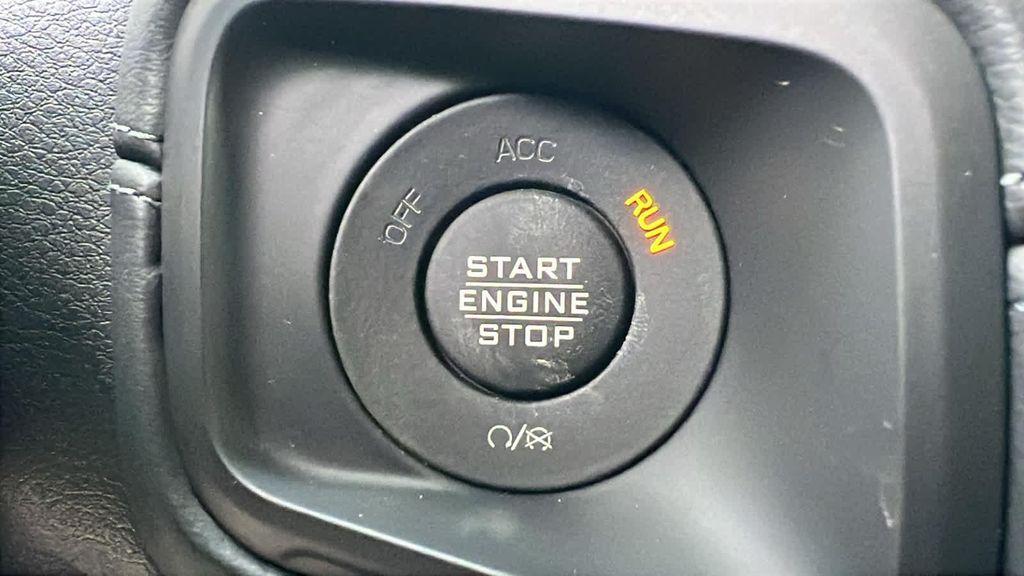 ACC
OFF
RUN
START
ENGINE
STOP